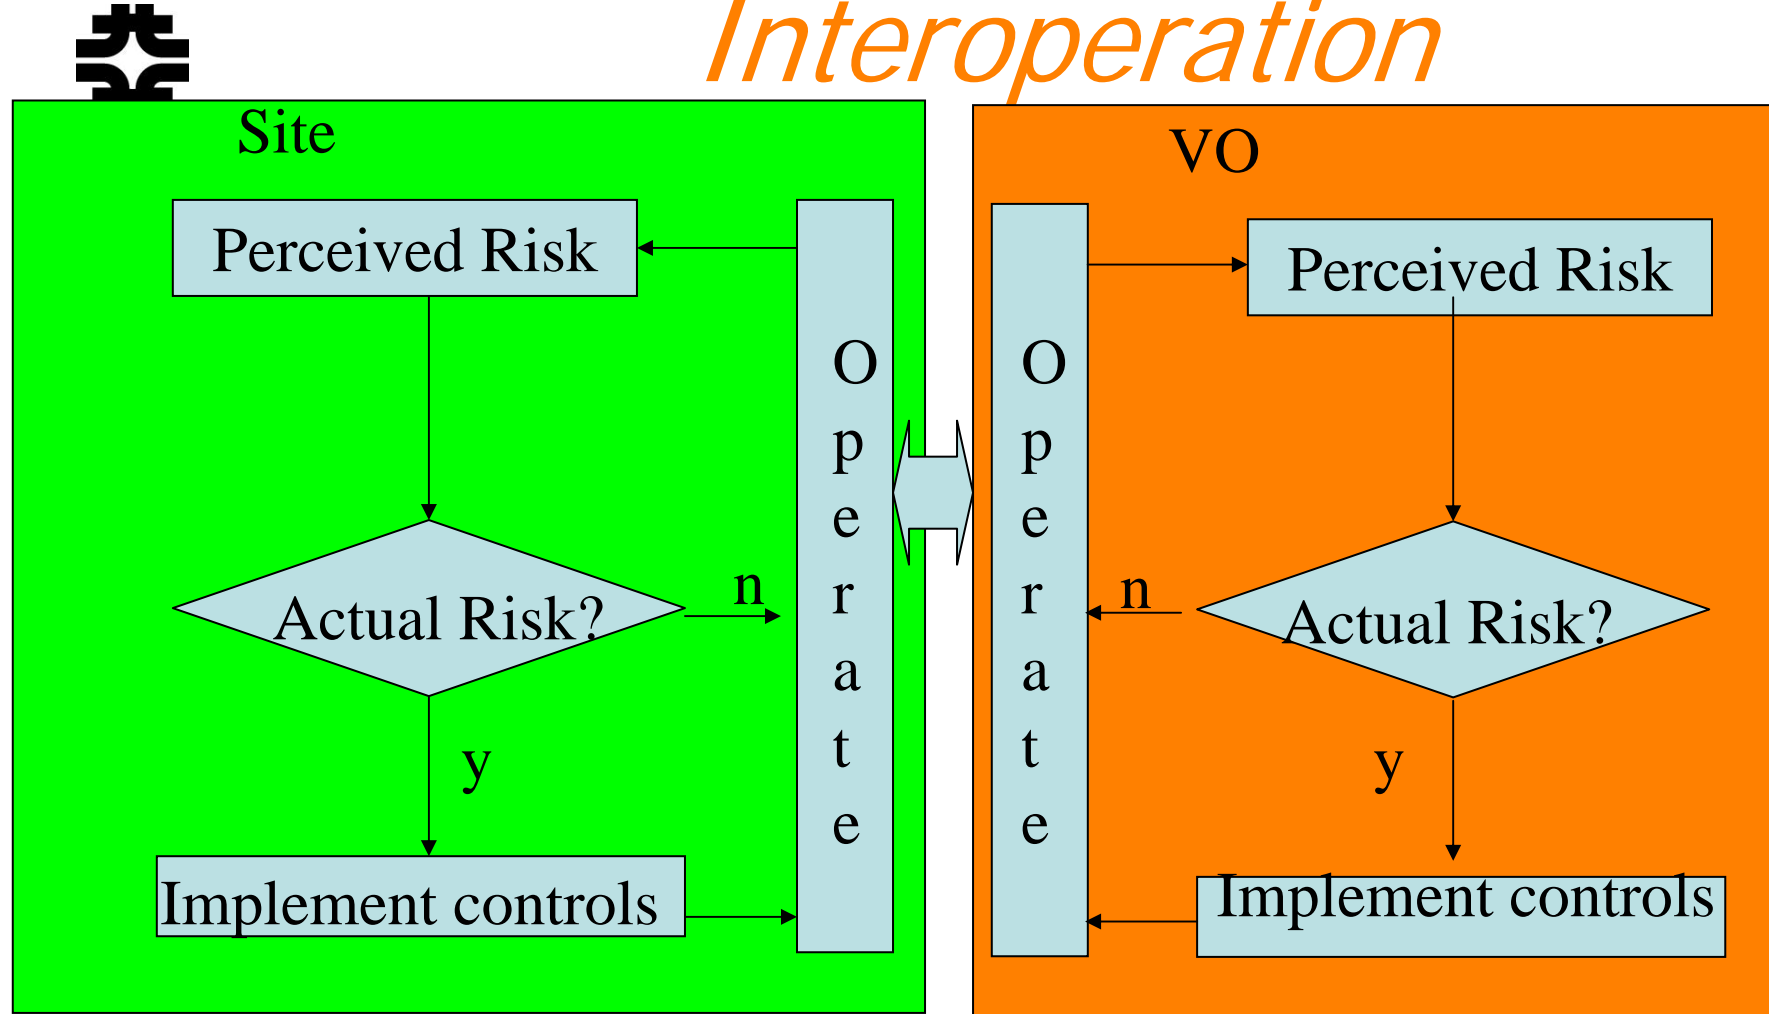 Interoperation
Site
Perceived Risk
Actual Risk?
n
y
Implement controls
O
p
e
r
a
t
e
VO
O
p
e
r
a
t
e
Perceived Risk
Actual Risk?
n
y
Implement controls